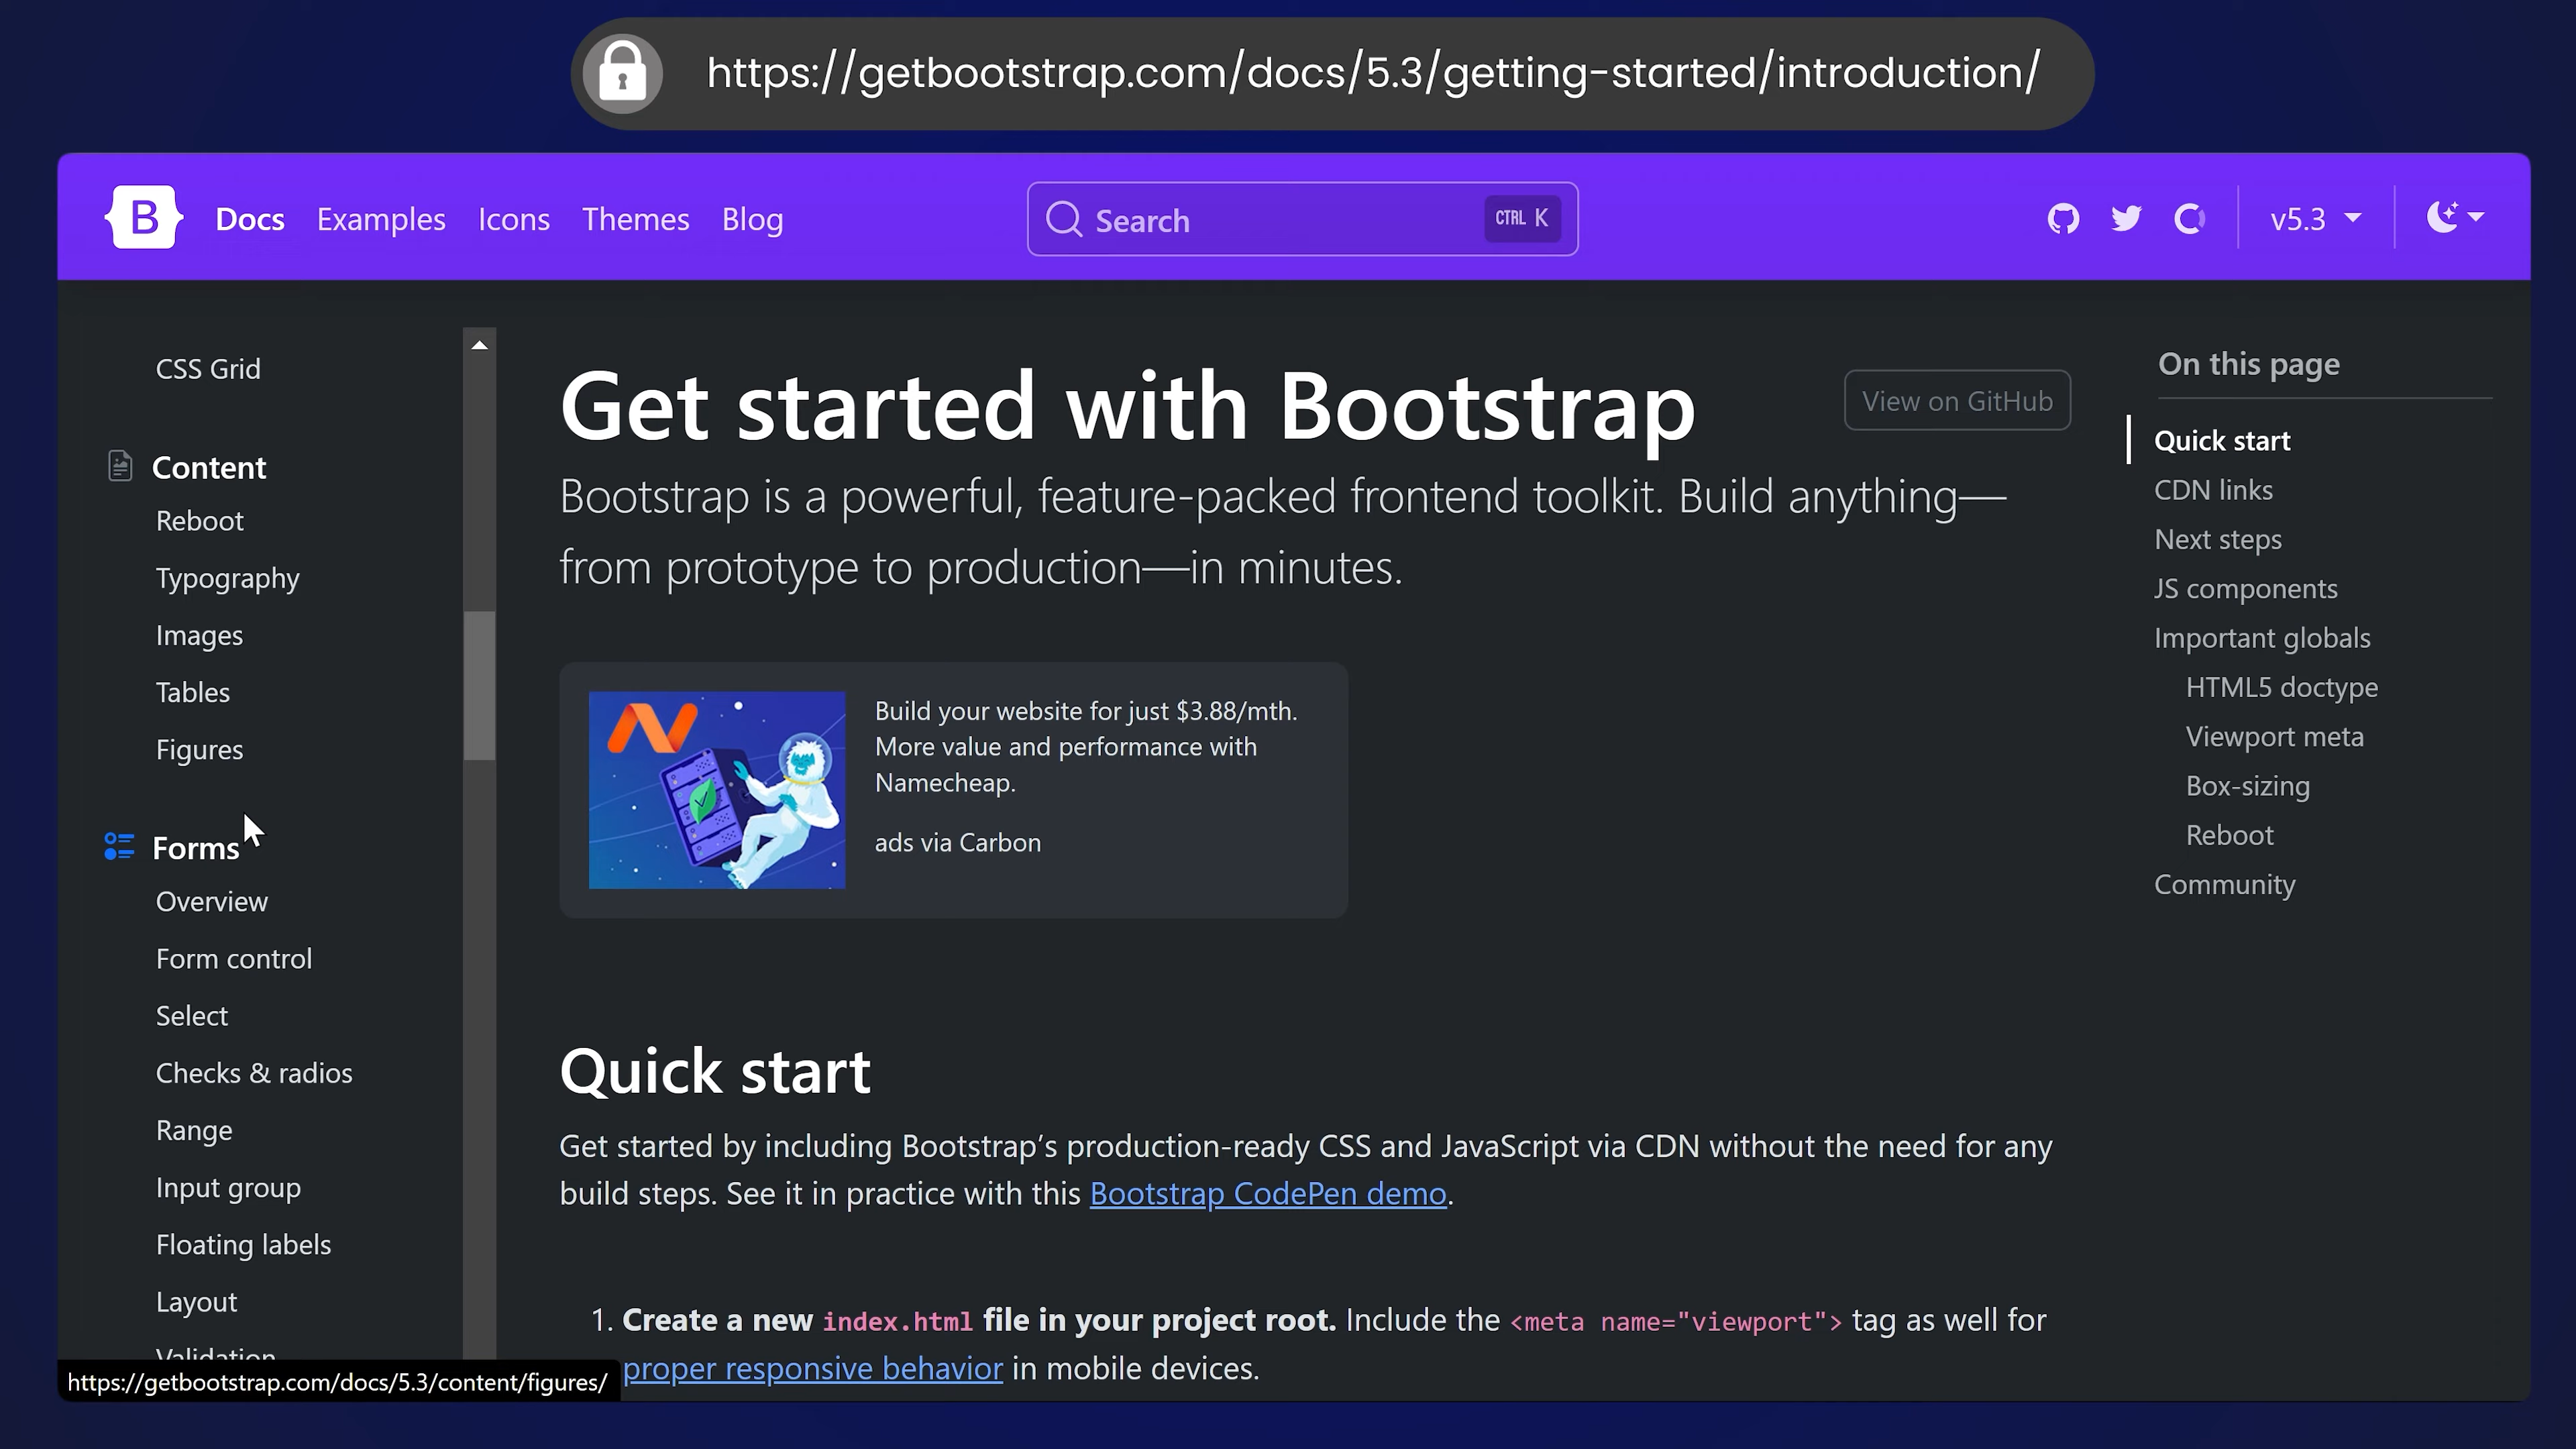 https://getbootstrap.com/docs/5.3/getting-started/introduction/
B Docs Examples Icons Themes Blog
Search
CTRL K
v5.3
CSS Grid
Content
Reboot
Typography
Images
Tables
Figures
Forms
Overview
Form control
Select
Checks & radios
Range
Input group
Floating labels
Layout
Validation
https://getbootstrap.com/docs/5.3/content/figures/
Get started with Bootstrap
View on GitHub
Bootstrap is a powerful, feature-packed frontend toolkit. Build anything—
from prototype to production—in minutes.
Build your website for just $3.88/mth.
More value and performance with
Namecheap.
ads via Carbon
Quick start
Get started by including Bootstrap’s production-ready CSS and JavaScript via CDN without the need for any
build steps. See it in practice with this Bootstrap CodePen demo.
1. Create a new index.html file in your project root. Include the <meta name="viewport"> tag as well for
proper responsive behavior in mobile devices.
On this page
Quick start
CDN links
Next steps
JS components
Important globals
HTML5 doctype
Viewport meta
Box-sizing
Reboot
Community